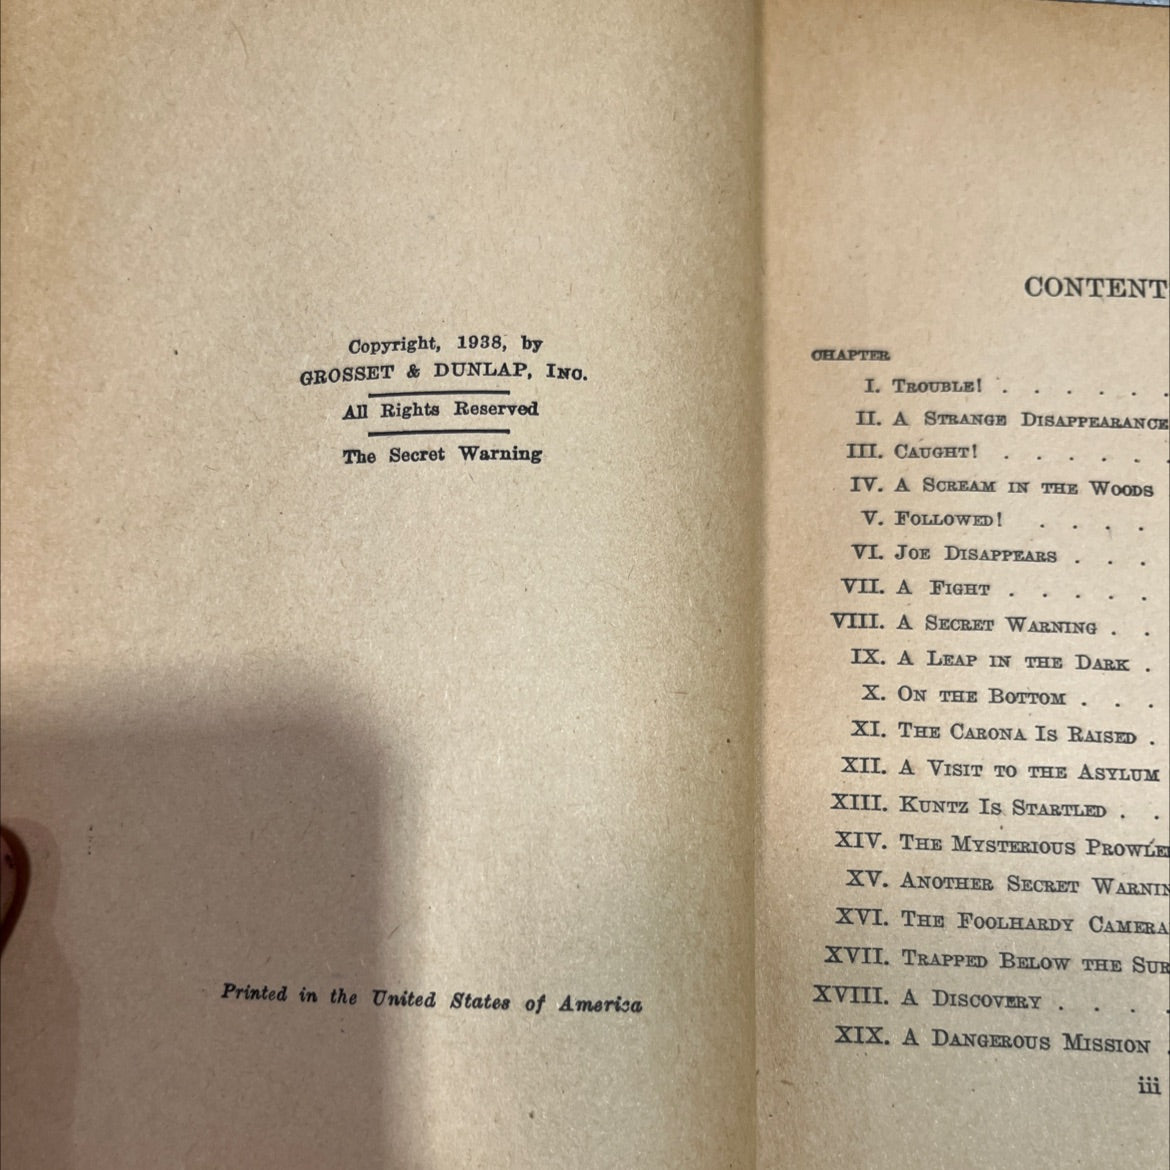 Copyright, 1938, by
GROSSET & DUNLAP, INC.
All Rights Reserved
The Secret Warning
Printed in the United States of America
CONTENT
CHAPTER
I. TROUBLE! . . . . . .
II. A STRANGE DISAPPEARANCE
III. CAUGHT! . . . . . .
IV. A SCREAM IN THE WOODS
V. FOLLOWED! . . . .
VI. JOE DISAPPEARS . . .
VII. A FIGHT . . . . .
VIII. A SECRET WARNING . .
IX. A LEAP IN THE DARK .
X. ON THE BOTTOM . . .
XI. THE CARONA IS RAISED .
XII. A VISIT TO THE ASYLUM
XIII. KUNTZ IS STARTLED . .
XIV. THE MYSTERIOUS PROWLE
XV. ANOTHER SECRET WARNIN
XVI. THE FOOLHARDY CAMERA
XVII. TRAPPED BELOW THE SUR
XVIII. A DISCOVERY . . . .
XIX. A DANGEROUS MISSION .
iii